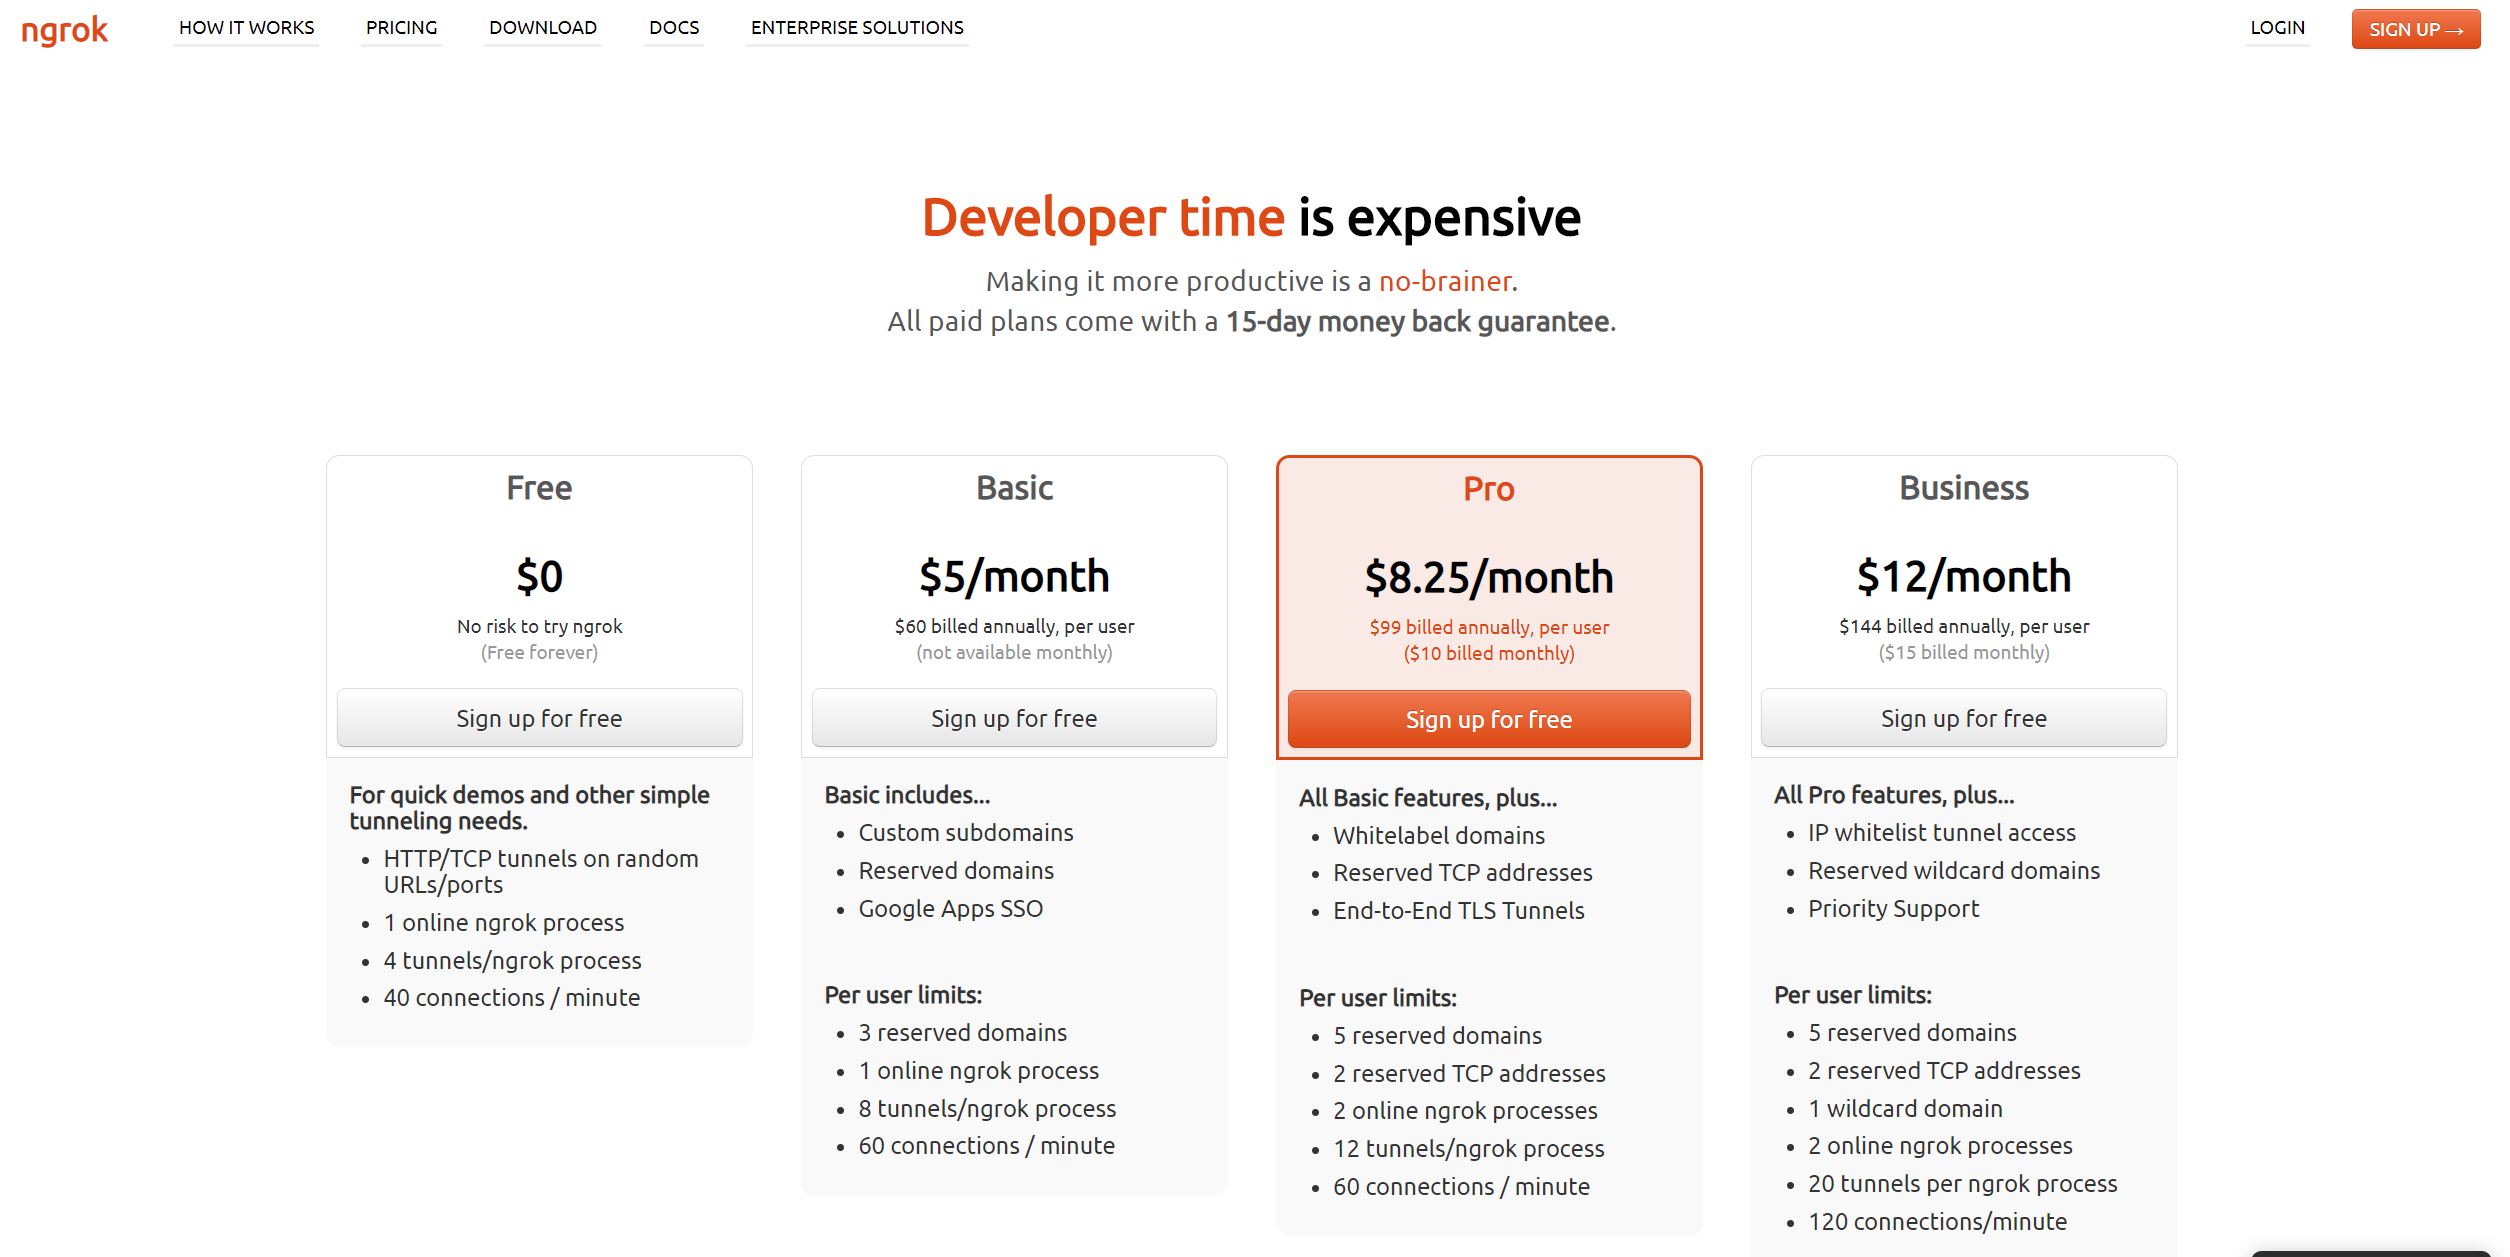 ngrok
HOW IT WORKS
PRICING
DOWNLOAD
DOCS
ENTERPRISE SOLUTIONS
LOGIN
SIGN UP →
Developer time is expensive
Making it more productive is a no-brainer.
All paid plans come with a 15-day money back guarantee.
Free
$0
No risk to try ngrok
(Free forever)
Sign up for free
For quick demos and other simple
tunneling needs.
• HTTP/TCP tunnels on random
URLs/ports
• 1 online ngrok process
• 4 tunnels/ngrok process
• 40 connections / minute
Basic
$5/month
$60 billed annually, per user
(not available monthly)
Sign up for free
Basic includes...
• Custom subdomains
• Reserved domains
• Google Apps SSO
Per user limits:
• 3 reserved domains
• 1 online ngrok process
• 8 tunnels/ngrok process
• 60 connections / minute
Pro
$8.25/month
$99 billed annually, per user
($10 billed monthly)
Sign up for free
All Basic features, plus...
• Whitelabel domains
• Reserved TCP addresses
• End-to-End TLS Tunnels
Per user limits:
• 5 reserved domains
• 2 reserved TCP addresses
• 2 online ngrok processes
• 12 tunnels/ngrok process
• 60 connections / minute
Business
$12/month
$144 billed annually, per user
($15 billed monthly)
Sign up for free
All Pro features, plus...
• IP whitelist tunnel access
• Reserved wildcard domains
• Priority Support
Per user limits:
• 5 reserved domains
• 2 reserved TCP addresses
• 1 wildcard domain
• 2 online ngrok processes
• 20 tunnels per ngrok process
• 120 connections/minute